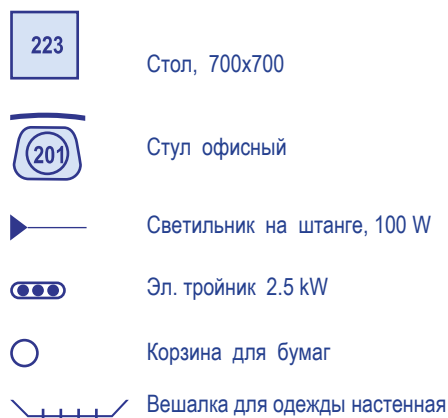 223
Стол, 700x700
201
Стул офисный
Светильник на штанге, 100 W
Эл. тройник 2.5 kW
Корзина для бумаг
Вешалка для одежды настенная